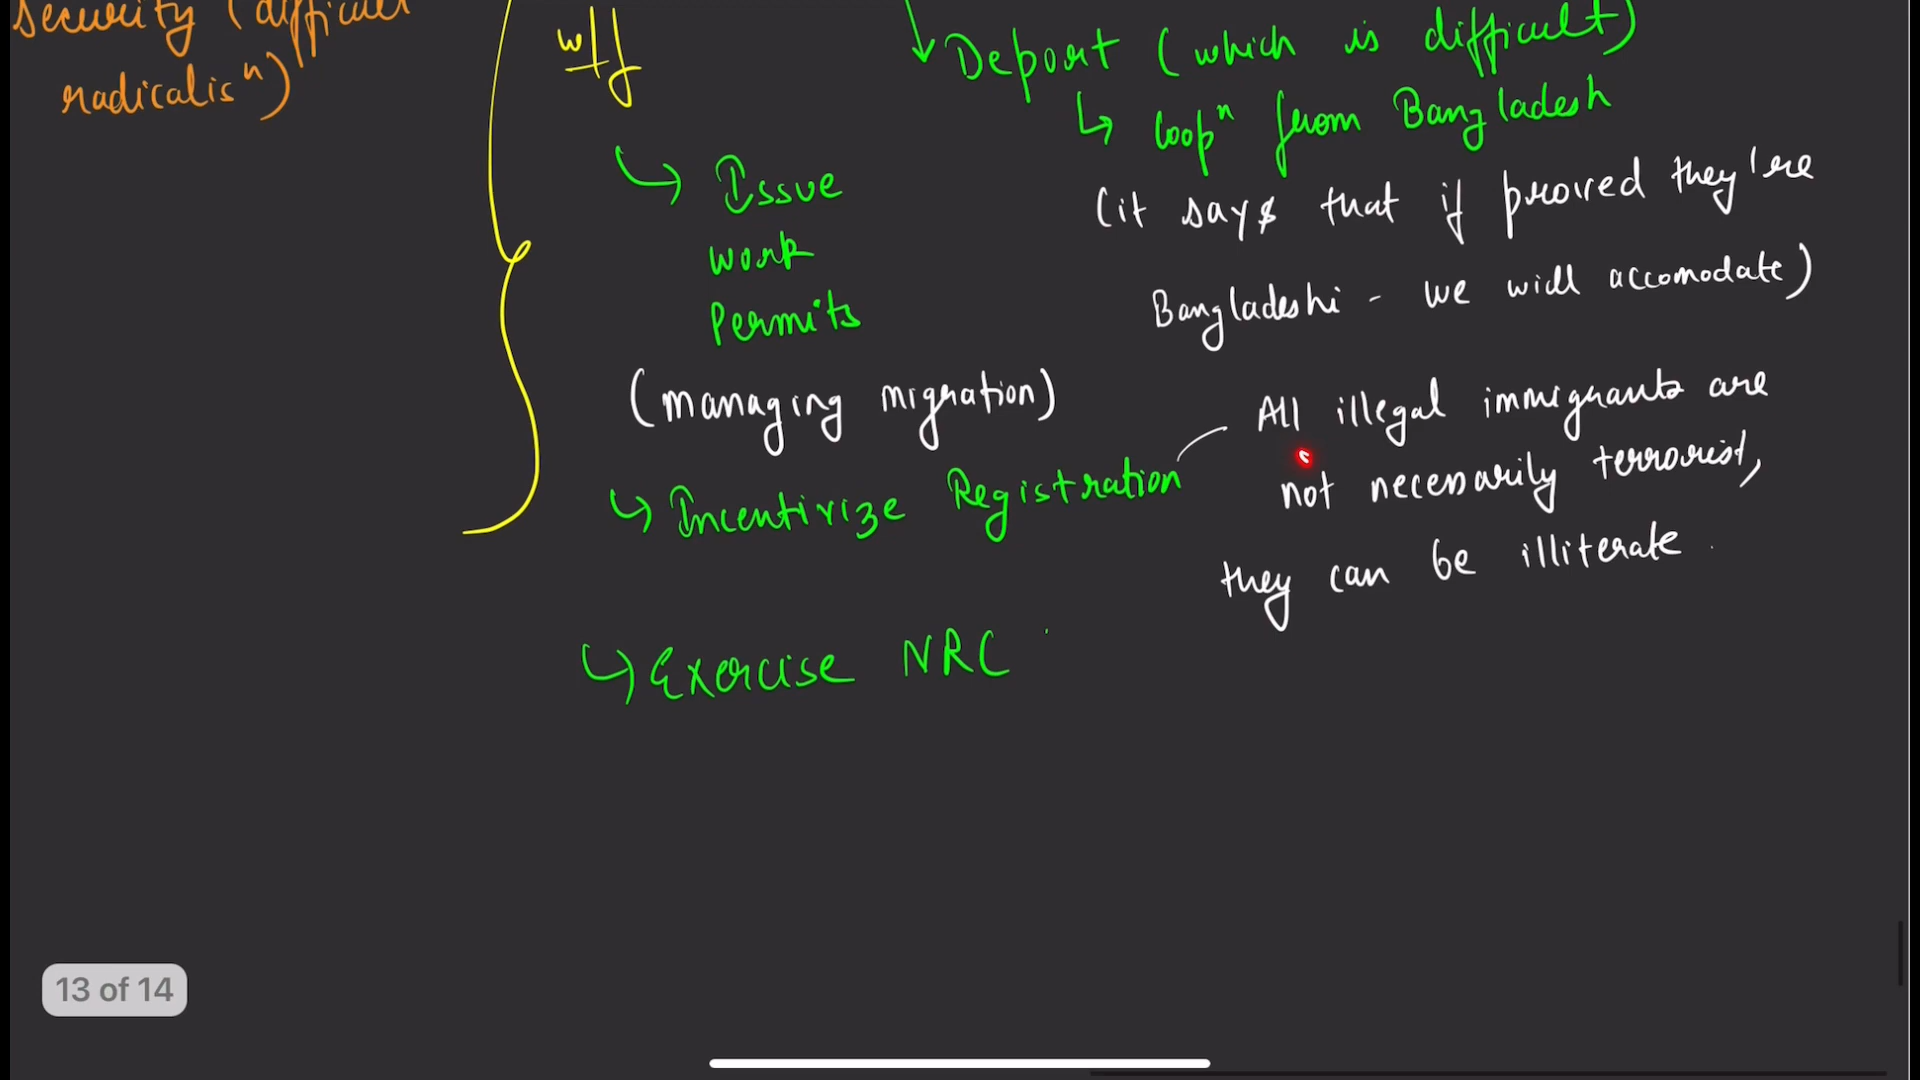 security (difficult
radicalisⁿ)
w/f
Deport (which is difficult)
↳ Coopⁿ from Bangladesh
(it says that if proved they're
Bangladeshi - we will accomodate)
↳ Issue
Work
Permits
(managing migration)
↳ Incentivize Registration
All illegal immigrants are
not necessarily terrorist,
they can be illiterate.
↳ Exercise NRC
13 of 14